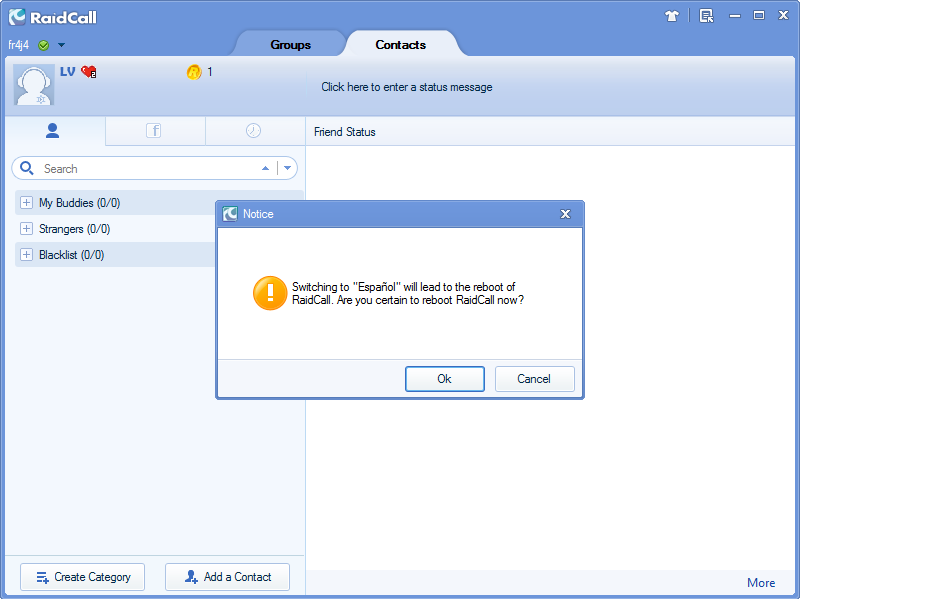 RaidCall
fr4j4
Groups
Contacts
LV 2
1
Click here to enter a status message
f
Friend Status
Search
My Buddies (0/0)
Strangers (0/0)
Blacklist (0/0)
Notice
Switching to "Español" will lead to the reboot of
RaidCall. Are you certain to reboot RaidCall now?
Ok
Cancel
Create Category
Add a Contact
More